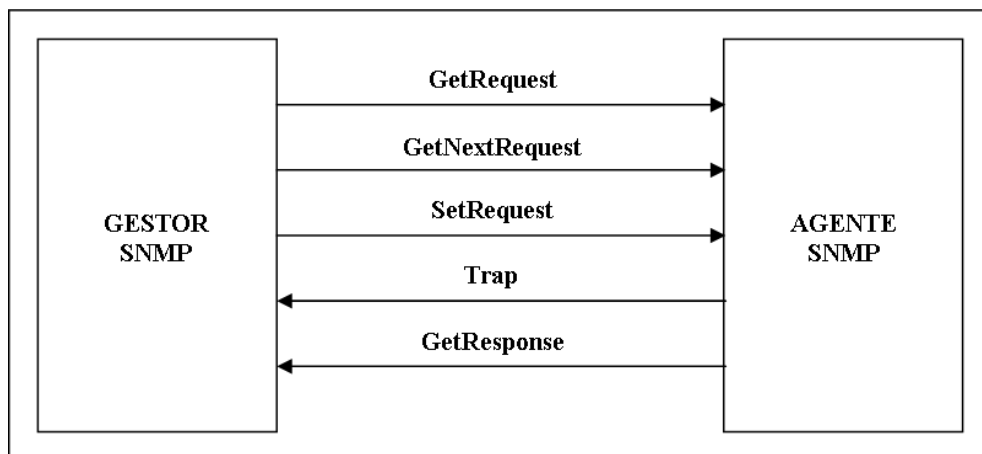 GetRequest
GetNextRequest
SetRequest
Trap
GetResponse
GESTOR
SNMP
AGENTE
SNMP